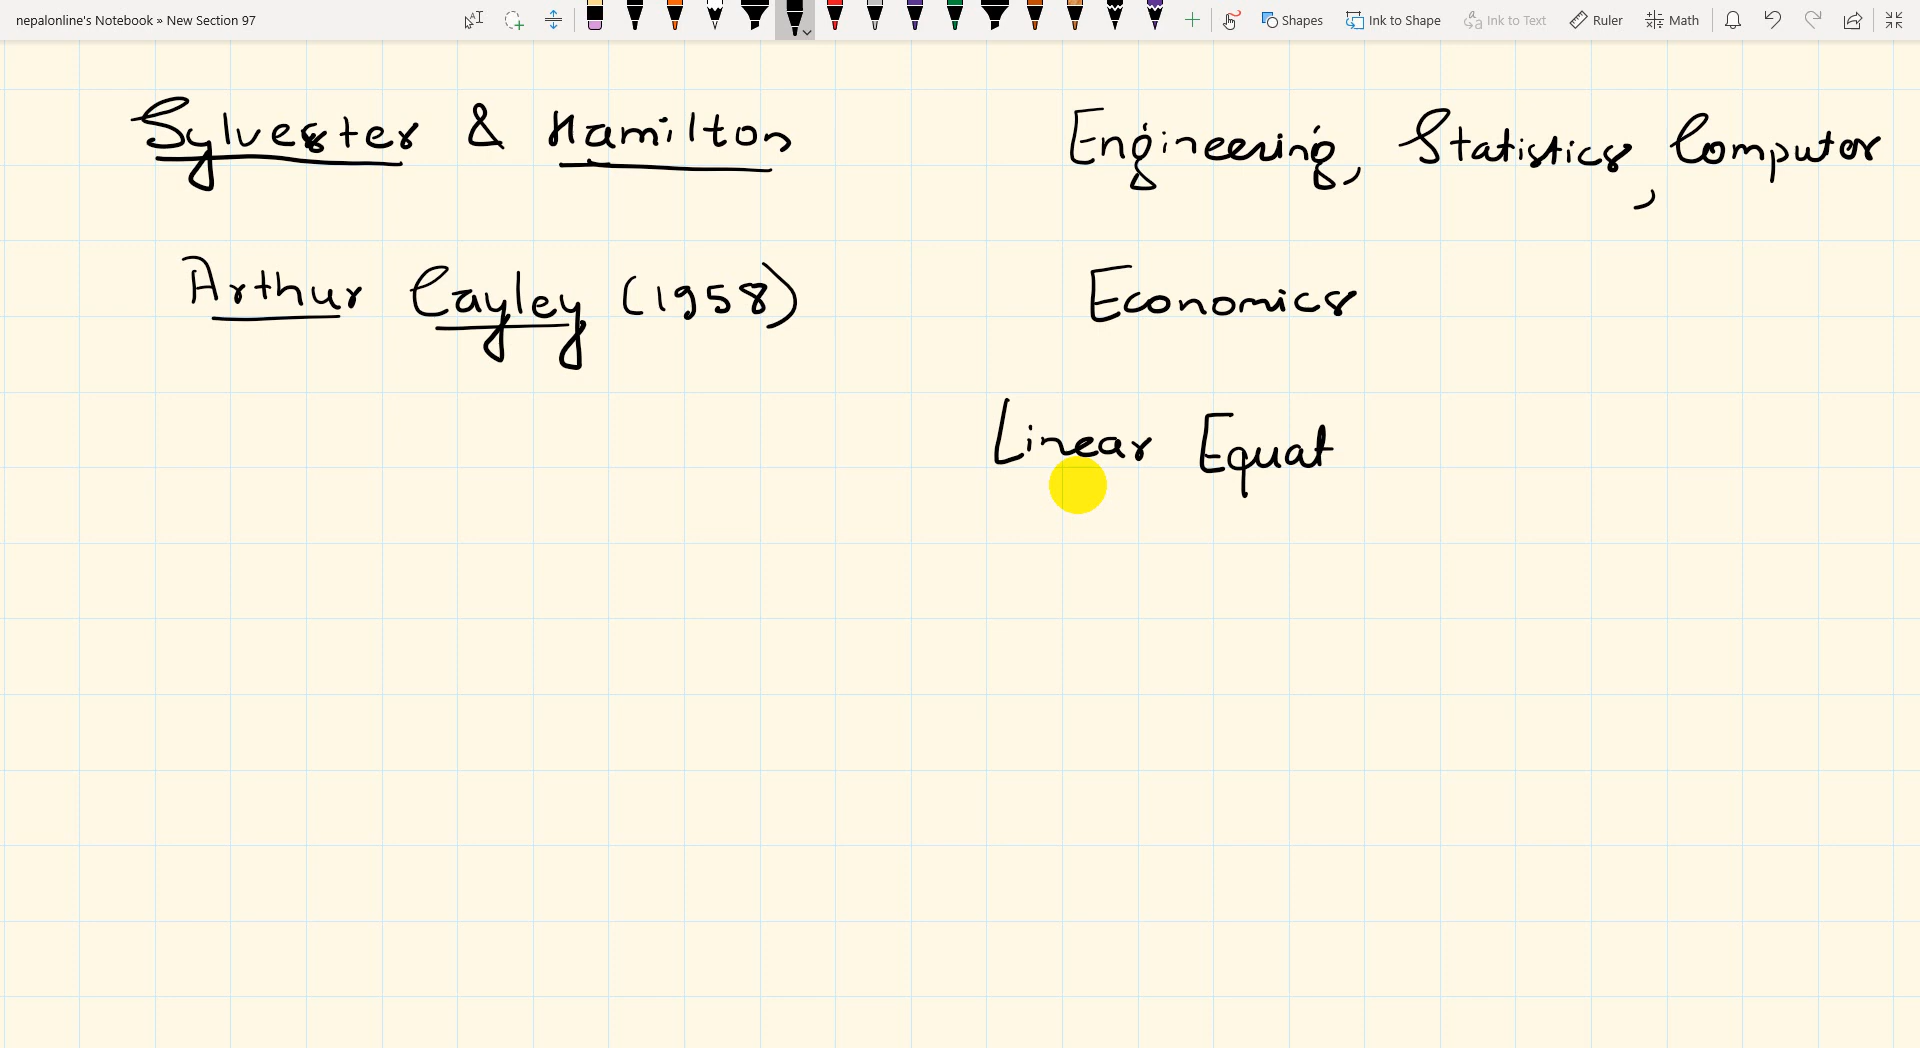 nepalonline's Notebook » New Section 97
Shapes Ink to Shape Ink to Text Ruler Math
Sylvester & Hamilton
Arthur Cayley (1958)
Engineering, Statistics, Computer
Economics
Linear Equat